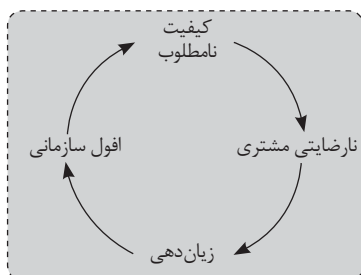 کیفیت
نامطلوب
نارضایتی مشتری
زیان‌دهی
افول سازمانی